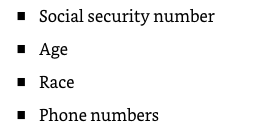 ▪ Social security number
▪ Age
▪ Race
▪ Phone numbers